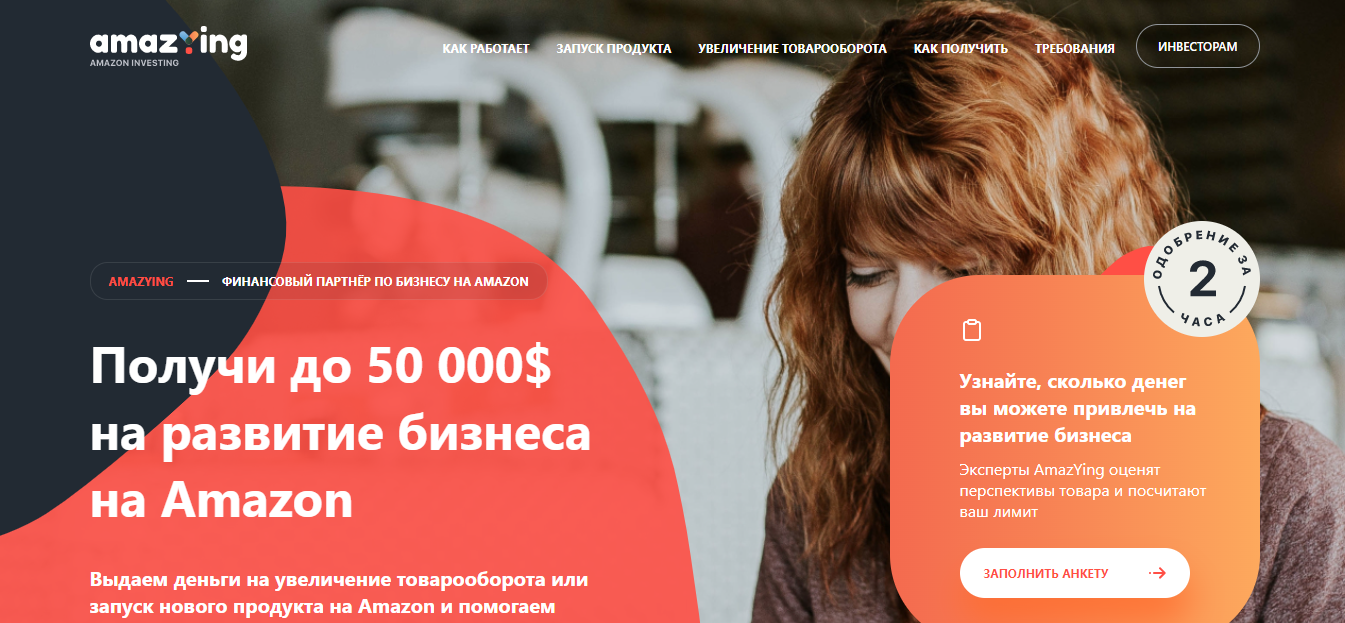 amazYing
AMAZON INVESTING
КАК РАБОТАЕТ
ЗАПУСК ПРОДУКТА
УВЕЛИЧЕНИЕ ТОВАРООБОРОТА
КАК ПОЛУЧИТЬ
ТРЕБОВАНИЯ
ИНВЕСТОРАМ
AMAZYING — ФИНАНСОВЫЙ ПАРТНЁР ПО БИЗНЕСУ НА AMAZON
Получи до 50 000$
на развитие бизнеса
на Amazon
Выдаем деньги на увеличение товарооборота или
запуск нового продукта на Amazon и помогаем
ОДОБРЕНИЕ ЗА
2
ЧАСА
Узнайте, сколько денег
вы можете привлечь на
развитие бизнеса
Эксперты AmazYing оценят
перспективы товара и посчитают
ваш лимит
ЗАПОЛНИТЬ АНКЕТУ